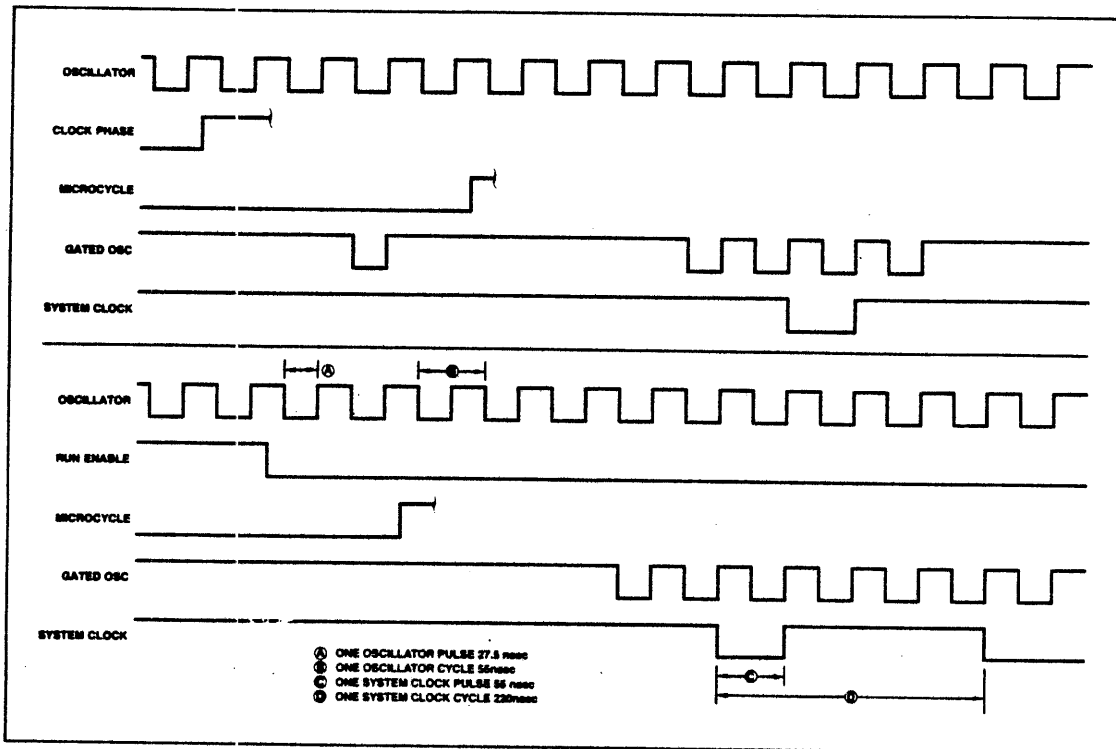 OSCILLATOR
CLOCK PHASE
MICROCYCLE
GATED OSC
SYSTEM CLOCK
A
B
OSCILLATOR
RUN ENABLE
MICROCYCLE
GATED OSC
SYSTEM CLOCK
A ONE OSCILLATOR PULSE 27.5 nsec
B ONE OSCILLATOR CYCLE 55nsec
C ONE SYSTEM CLOCK PULSE 55 nsec
D ONE SYSTEM CLOCK CYCLE 220nsec
C
D